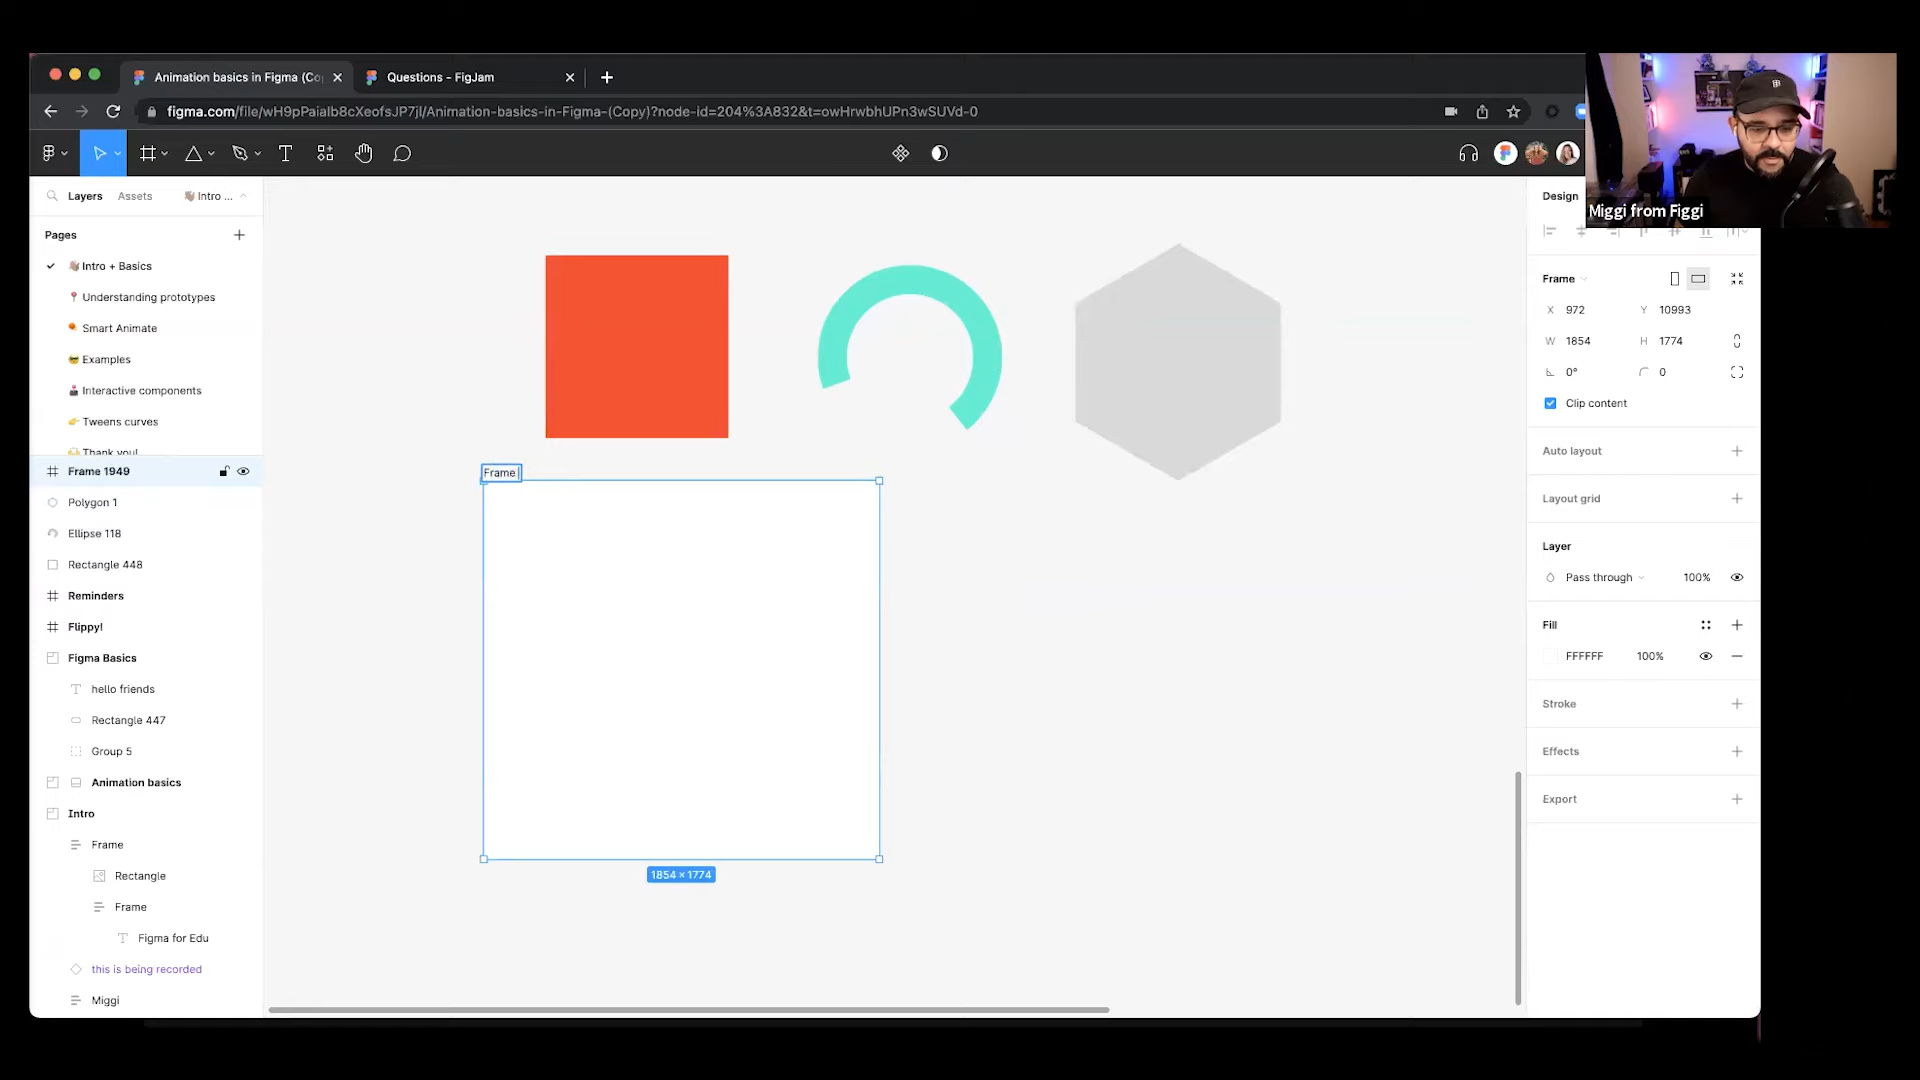 Animation basics in Figma (Co
Questions - FigJam
figma.com/file/wH9pPaialb8cXeofsJP7jl/Animation-basics-in-Figma-(Copy)?node-id=204%3A832&t=owHrwbhUPn3wSUVd-0
Miggi from Figgi
Layers
Assets
Intro ...
Pages
Intro + Basics
Understanding prototypes
Smart Animate
Examples
Interactive components
Tweens curves
Thank you!
Frame 1949
Polygon 1
Ellipse 118
Rectangle 448
Reminders
Flippy!
Figma Basics
hello friends
Rectangle 447
Group 5
Animation basics
Intro
Frame
Rectangle
Frame
Figma for Edu
this is being recorded
Miggi
Frame
1854 × 1774
Design
Frame
X 972
Y 10993
W 1854
H 1774
0°
0
Clip content
Auto layout
Layout grid
Layer
Pass through
100%
Fill
FFFFFF
100%
Stroke
Effects
Export